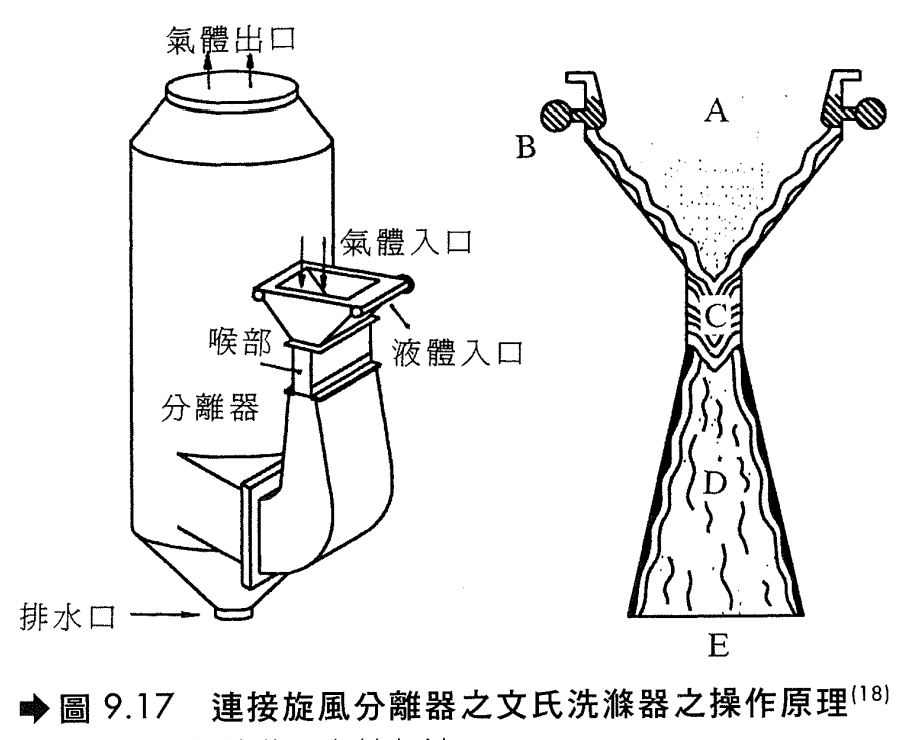 氣體出口
A
B
氣體入口
C
喉部
液體入口
分離器
D
排水口
E
圖 9.17 連接旋風分離器之文氏洗滌器之操作原理(18)